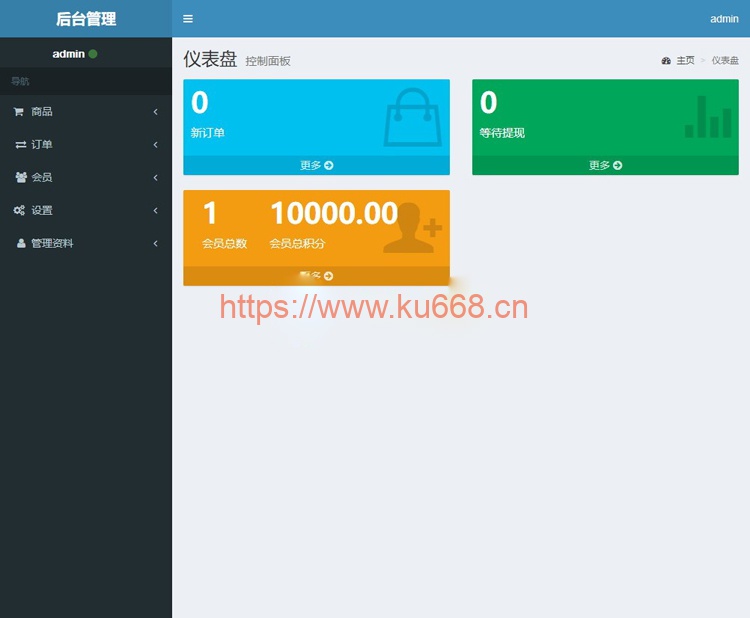 后台管理
admin
admin
导航
商品
订单
会员
设置
管理资料
仪表盘 控制面板
主页 > 仪表盘
0
新订单
更多
0
等待提现
更多
1 10000.00
会员总数 会员总积分
更多
https://www.ku668.cn